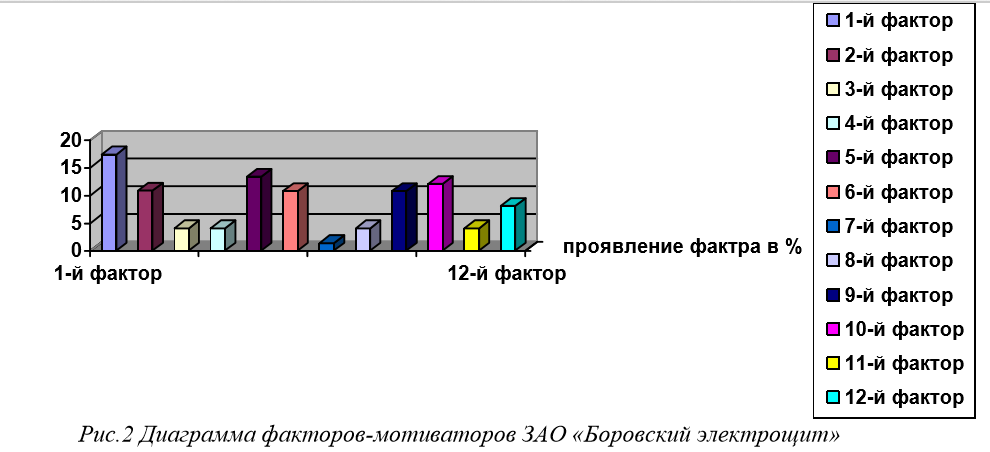 1-й фактор
2-й фактор
3-й фактор
4-й фактор
5-й фактор
6-й фактор
7-й фактор
8-й фактор
9-й фактор
10-й фактор
11-й фактор
12-й фактор
20
15
10
5
0
проявление фактра в %
1-й фактор 12-й фактор
Рис.2 Диаграмма факторов-мотиваторов ЗАО «Боровский электрощит»